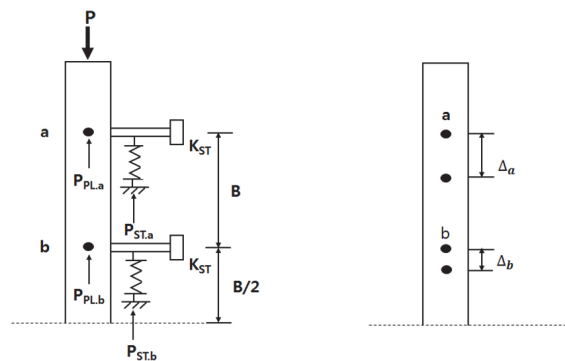 P
a
K_ST
P_PL.a
P_ST.a
B
b
K_ST
P_PL.b
B/2
P_ST.b
a
Δ_a
b
Δ_b